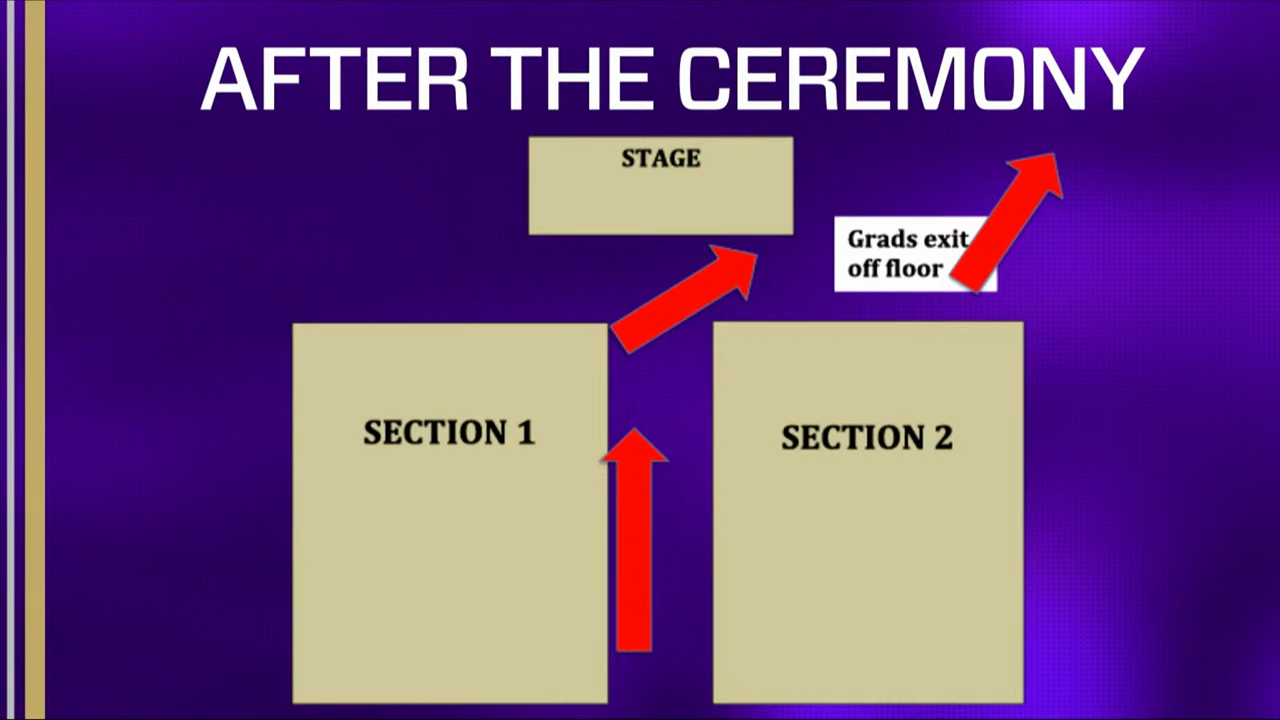 AFTER THE CEREMONY
STAGE
Grads exit
off floor
SECTION 1
SECTION 2